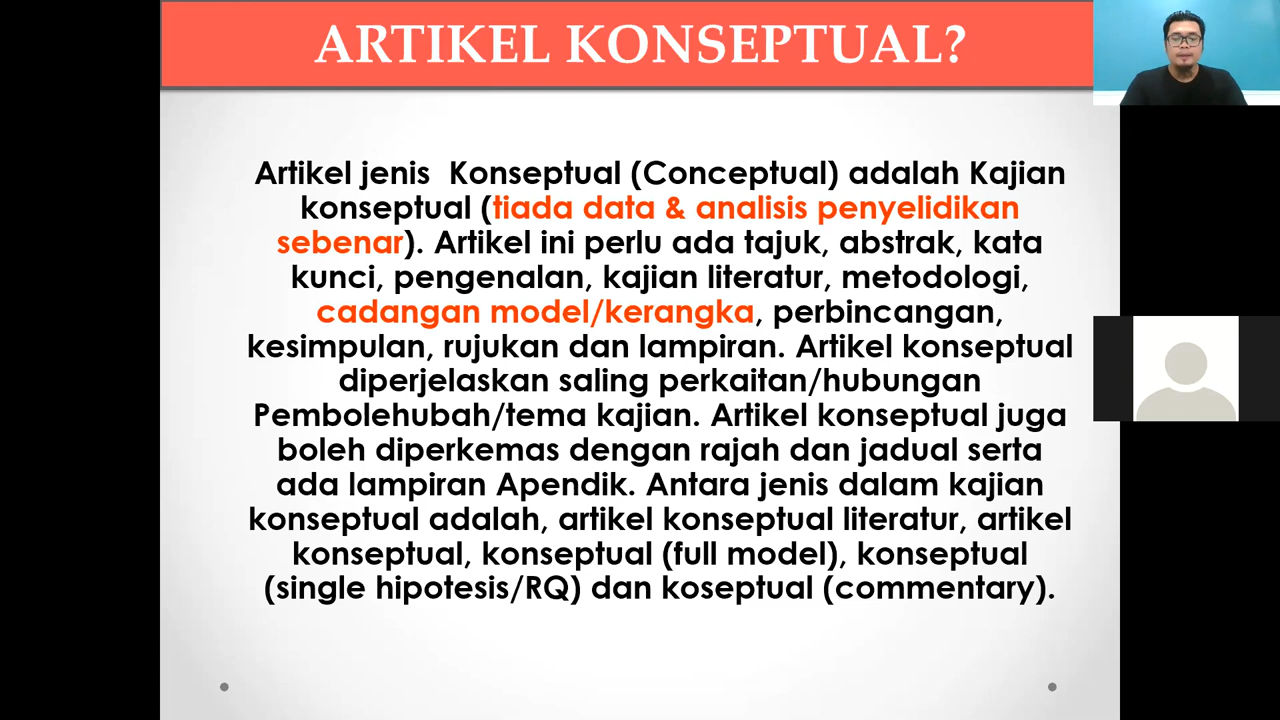 ARTIKEL KONSEPTUAL?
Artikel jenis  Konseptual (Conceptual) adalah Kajian
konseptual (tiada data & analisis penyelidikan
sebenar). Artikel ini perlu ada tajuk, abstrak, kata
kunci, pengenalan, kajian literatur, metodologi,
cadangan model/kerangka, perbincangan,
kesimpulan, rujukan dan lampiran. Artikel konseptual
diperjelaskan saling perkaitan/hubungan
Pembolehubah/tema kajian. Artikel konseptual juga
boleh diperkemas dengan rajah dan jadual serta
ada lampiran Apendik. Antara jenis dalam kajian
konseptual adalah, artikel konseptual literatur, artikel
konseptual, konseptual (full model), konseptual
(single hipotesis/RQ) dan koseptual (commentary).